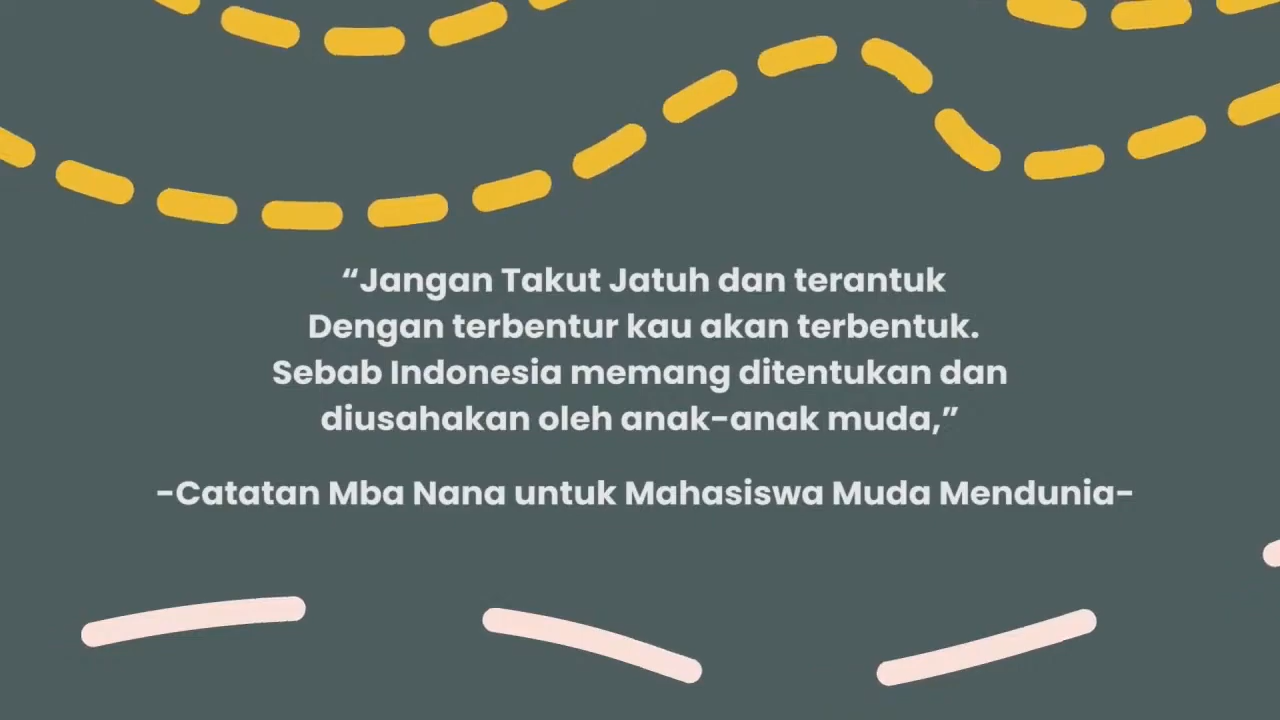 “Jangan Takut Jatuh dan terantuk
Dengan terbentur kau akan terbentuk.
Sebab Indonesia memang ditentukan dan
diusahakan oleh anak-anak muda,”
-Catatan Mba Nana untuk Mahasiswa Muda Mendunia-